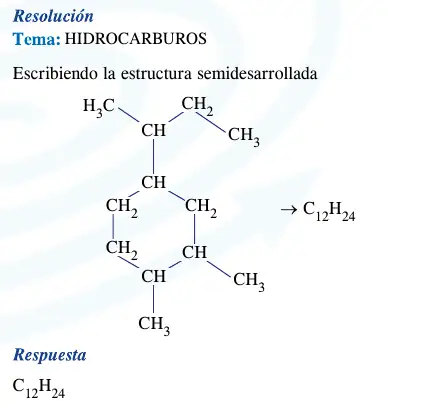 Resolución
Tema: HIDROCARBUROS
Escribiendo la estructura semidesarrollada
H₃C CH₂
CH CH₃
CH
CH₂ CH₂ → C₁₂H₂₄
CH₂ CH
CH CH₃
CH₃
Respuesta
C₁₂H₂₄